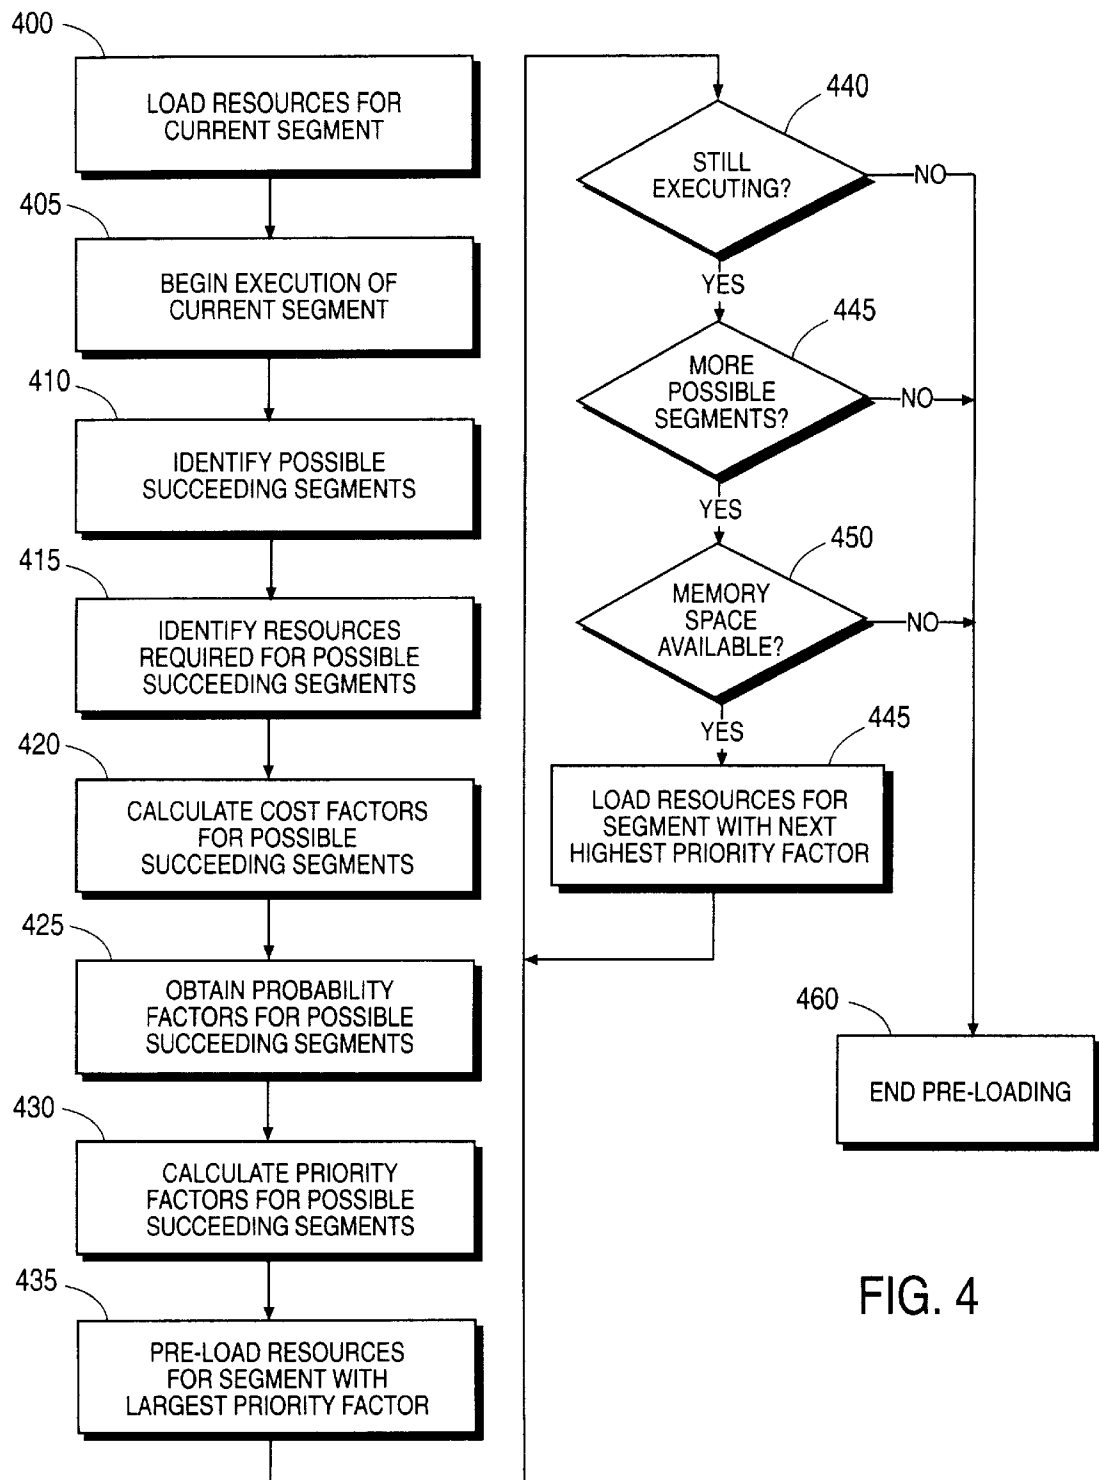 400
LOAD RESOURCES FOR
CURRENT SEGMENT
405
BEGIN EXECUTION OF
CURRENT SEGMENT
410
IDENTIFY POSSIBLE
SUCCEEDING SEGMENTS
415
IDENTIFY RESOURCES
REQUIRED FOR POSSIBLE
SUCCEEDING SEGMENTS
420
CALCULATE COST FACTORS
FOR POSSIBLE
SUCCEEDING SEGMENTS
425
OBTAIN PROBABILITY
FACTORS FOR POSSIBLE
SUCCEEDING SEGMENTS
430
CALCULATE PRIORITY
FACTORS FOR POSSIBLE
SUCCEEDING SEGMENTS
435
PRE-LOAD RESOURCES
FOR SEGMENT WITH
LARGEST PRIORITY FACTOR
440
STILL
EXECUTING?
NO
YES
445
MORE
POSSIBLE
SEGMENTS?
NO
YES
450
MEMORY
SPACE
AVAILABLE?
NO
YES
445
LOAD RESOURCES FOR
SEGMENT WITH NEXT
HIGHEST PRIORITY FACTOR
460
END PRE-LOADING
FIG. 4